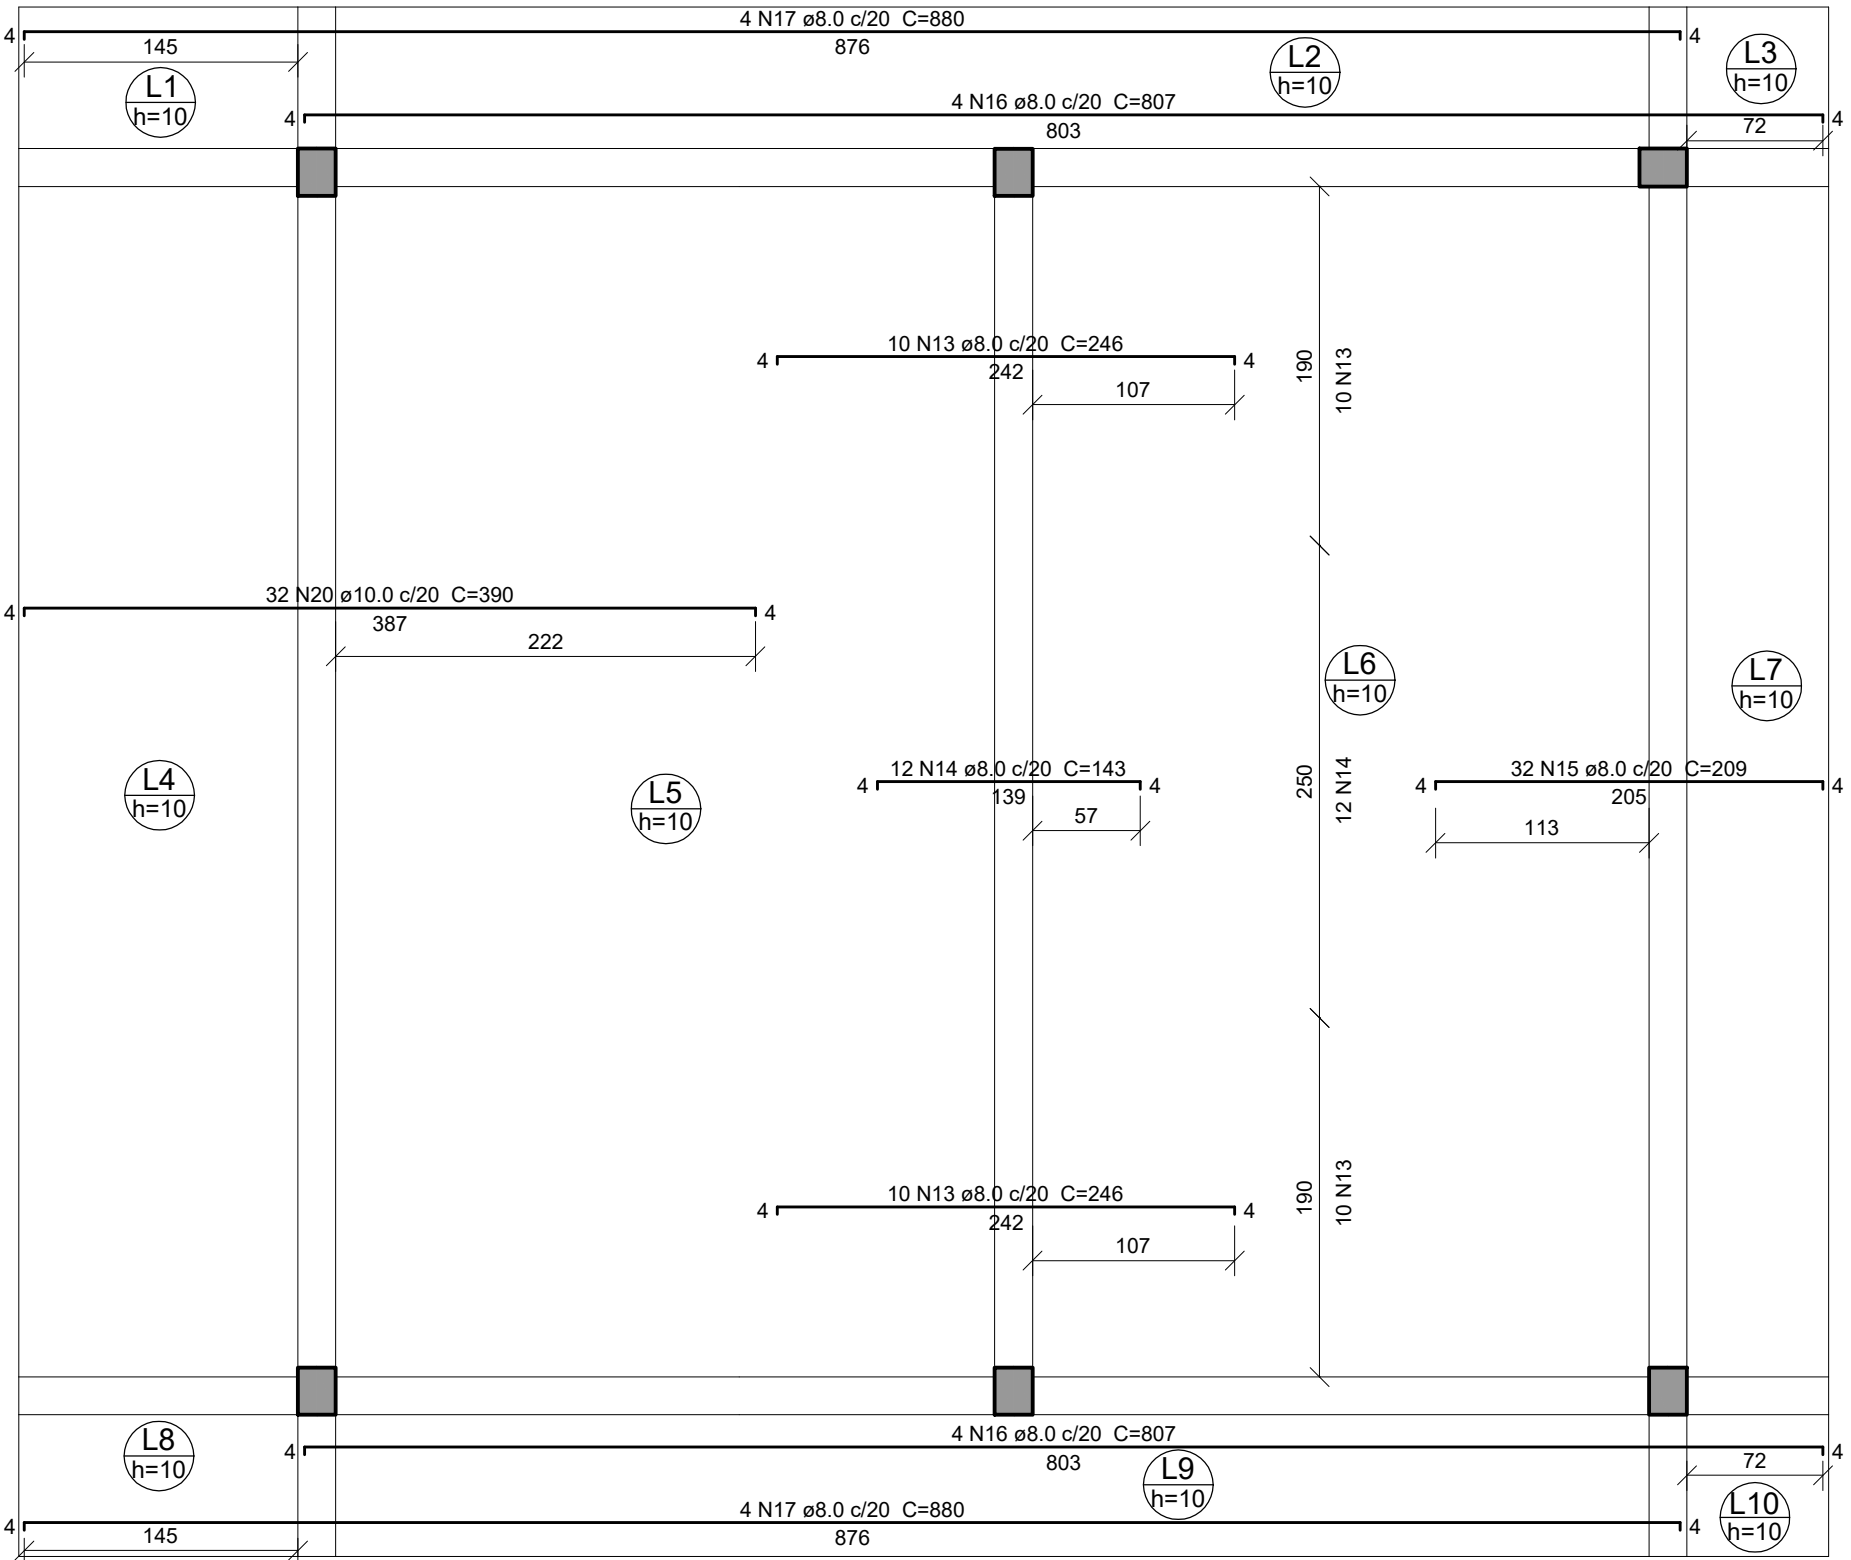 4 N17 ø8.0 c/20 C=880
4
4
145
876
L1
h=10
L2
h=10
L3
h=10
4 N16 ø8.0 c/20 C=807
4
4
803
72
10 N13 ø8.0 c/20 C=246
4
4
242
107
190
10 N13
32 N20 ø10.0 c/20 C=390
4
4
387
222
L6
h=10
L7
h=10
L4
h=10
L5
h=10
12 N14 ø8.0 c/20 C=143
4
4
139
57
250
12 N14
32 N15 ø8.0 c/20 C=209
4
4
205
113
10 N13 ø8.0 c/20 C=246
4
4
242
107
190
10 N13
4 N16 ø8.0 c/20 C=807
4
4
803
72
L8
h=10
L9
h=10
L10
h=10
4 N17 ø8.0 c/20 C=880
4
4
145
876